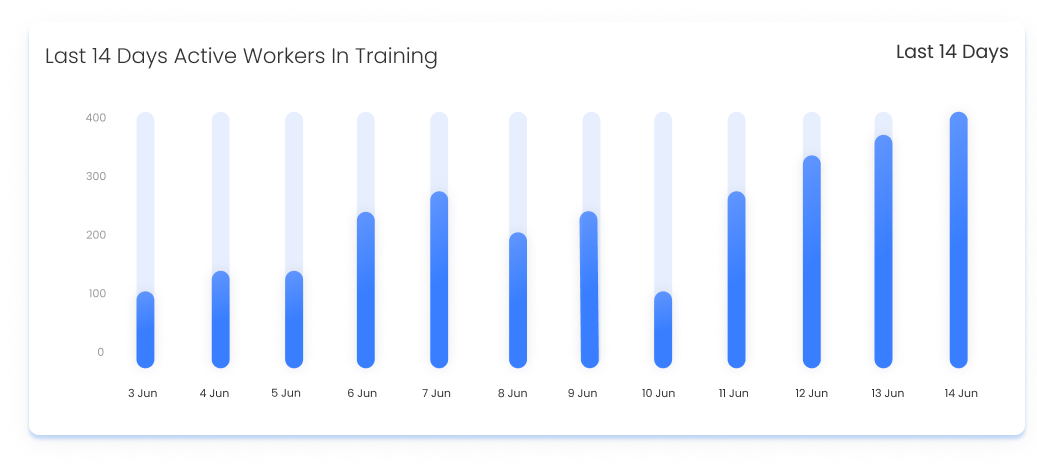 Last 14 Days Active Workers In Training
Last 14 Days
400
300
200
100
0
3 Jun
4 Jun
5 Jun
6 Jun
7 Jun
8 Jun
9 Jun
10 Jun
11 Jun
12 Jun
13 Jun
14 Jun